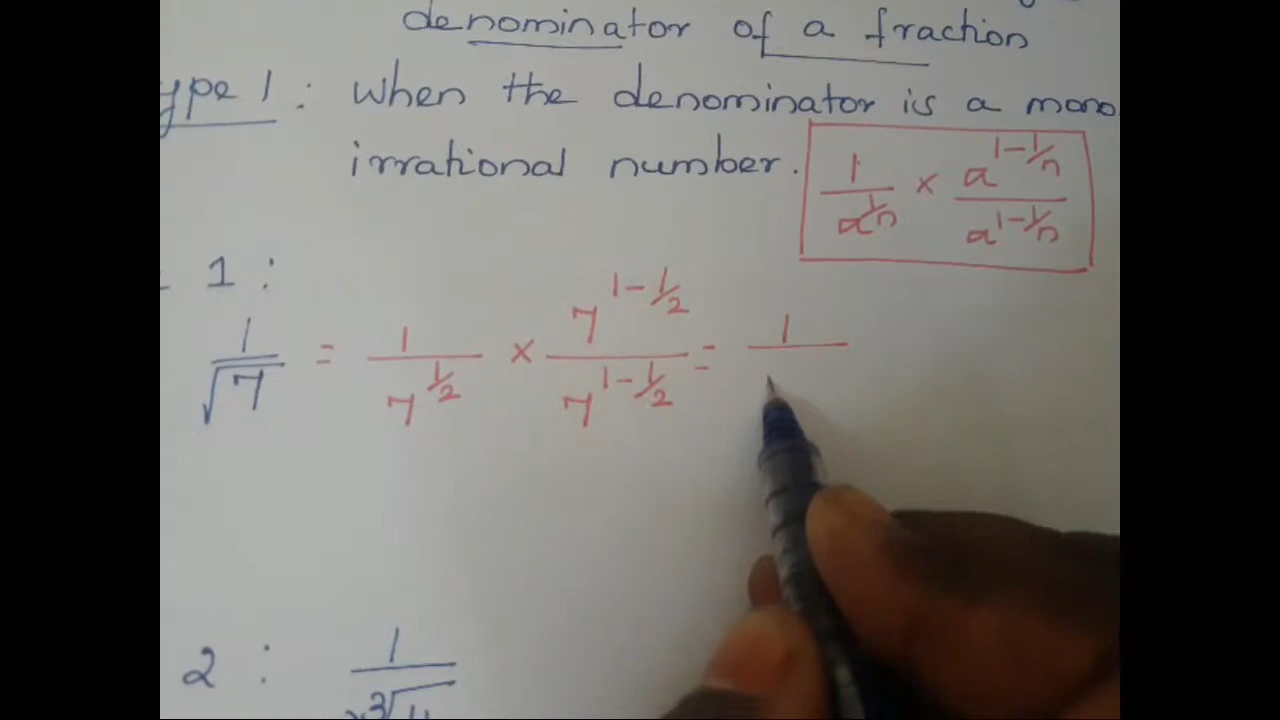 denominator of a fraction
ype 1 : When the denominator is a mono
irrational number.
1/a^1/n × a^1-1/n / a^1-1/n
1 :
1/√7 = 1/7^1/2 × 7^1-1/2 / 7^1-1/2 = 1
2 : 1